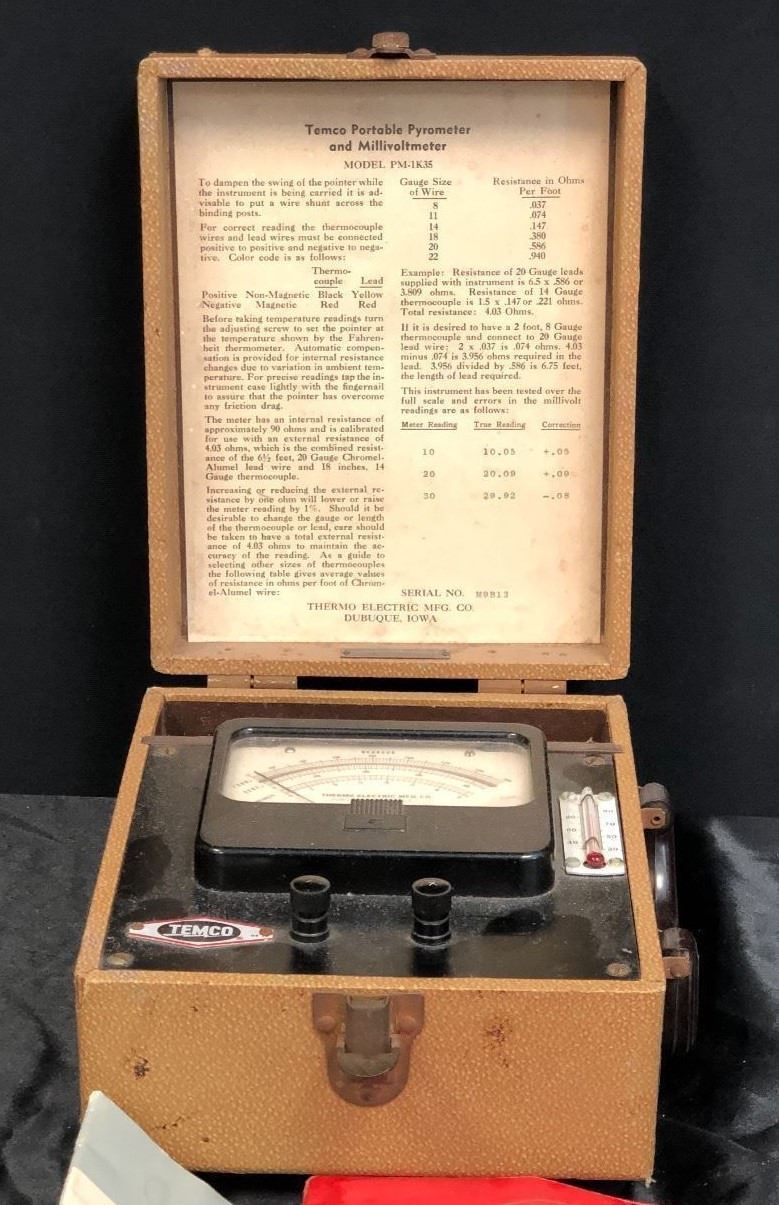 Temco Portable Pyrometer
and Millivoltmeter
MODEL PM-1K35
To dampen the swing of the pointer while
the instrument is being carried it is ad-
visable to put a wire shunt across the
binding posts.
For correct reading the thermocouple
wires and lead wires must be connected
positive to positive and negative to nega-
tive. Color code is as follows:
Thermo-
couple Lead
Positive Non-Magnetic Black Yellow
Negative Magnetic Red Red
Before taking temperature readings turn
the adjusting screw to set the pointer at
the temperature shown by the Fahren-
heit thermometer. Automatic compen-
sation is provided for internal resistance
changes due to variation in ambient tem-
perature. For precise readings tap the in-
strument case lightly with the fingernail
to assure that the pointer has overcome
any friction drag.
The meter has an internal resistance of
approximately 90 ohms and is calibrated
for use with an external resistance of
4.03 ohms, which is the combined resist-
ance of the 6½ feet, 20 Gauge Chromel-
Alumel lead wire and 18 inches, 14
Gauge thermocouple.
Increasing or reducing the external re-
sistance by one ohm will lower or raise
the meter reading by 1%. Should it be
desirable to change the gauge or length
of the thermocouple or lead, care should
be taken to have a total external resist-
ance of 4.03 ohms to maintain the ac-
curacy of the reading. As a guide to
selecting other sizes of thermocouples
the following table gives average values
of resistance in ohms per foot of Chrom-
el-Alumel wire:
Gauge Size Resistance in Ohms
of Wire Per Foot
8 .037
11 .074
14 .147
18 .380
20 .586
22 .940
Example: Resistance of 20 Gauge leads
supplied with instrument is 6.5 x .586 or
3.809 ohms. Resistance of 14 Gauge
thermocouple is 1.5 x .147 or .221 ohms.
Total resistance: 4.03 Ohms.
If it is desired to have a 2 foot, 8 Gauge
thermocouple and connect to 20 Gauge
lead wire: 2 x .037 is .074 ohms. 4.03
minus .074 is 3.956 ohms required in the
lead. 3.956 divided by .586 is 6.75 feet,
the length of lead required.
This instrument has been tested over the
full scale and errors in the millivolt
readings are as follows:
Meter Reading True Reading Correction
10 10.05 +.05
20 20.09 +.09
30 29.92 -.08
SERIAL NO.
THERMO ELECTRIC MFG. CO.
DUBUQUE, IOWA
THERMO ELECTRIC MFG CO
TEMCO